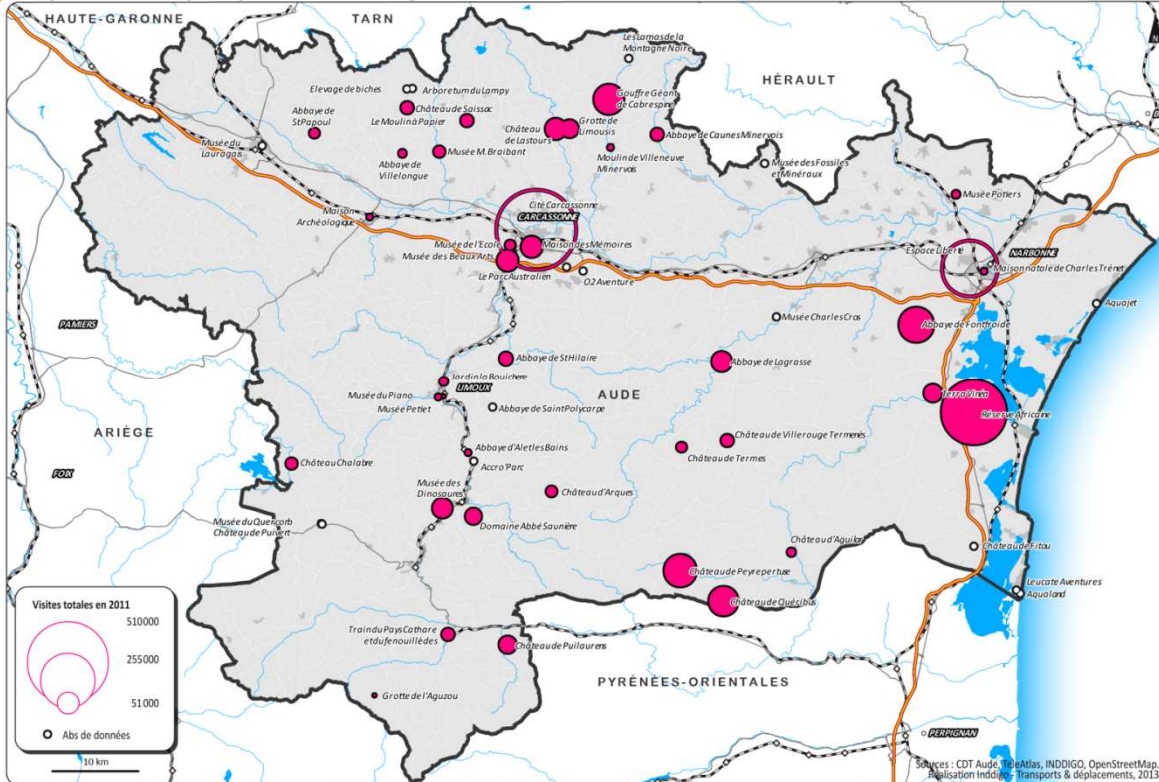 HAUTE-GARONNE
TARN
HÉRAULT
Les Lamas de la
Montagne Noire
Elevage de biches
Arboretum du Lampy
Gouffre Géant
de Cabrespine
Château de Saissac
Abbaye de
St Papoul
Le Moulin à Papier
Château
de Lastours
Grotte de
Limousis
Abbaye de Caunes Minervois
Musée du
Lauragais
Musée M. Braibant
Abbaye de
Villelongue
Moulin de Villeneuve
Minervois
Musée des Fossiles
et Minéraux
Musée Potiers
Maison
Archéologique
Cité Carcassonne
CARCASSONNE
Musée de l'Ecole
Maison des Mémoires
Musée des Beaux Arts
Espace Liberté
NARBONNE
Maison natale de Charles Trénet
Le Parc Australien
O2 Aventure
Aquajet
PAMIERS
Musée Charles Cros
Abbaye de Fontfroide
Abbaye de St Hilaire
Abbaye de Lagrasse
Jardin la Bouichere
LIMOUX
AUDE
Musée du Piano
Musée Petiet
Abbaye de Saint Polycarpe
Terra Vinéa
Réserve Africaine
ARIÈGE
Château de Villerouge Termenès
Abbaye d'Alet les Bains
Château de Termes
Accro'Parc
Château Chalabre
FOIX
Musée des
Dinosaures
Château d'Arques
Domaine Abbé Saunière
Musée du Quercorb
Château de Puivert
Château d'Aguilar
Château de Fitou
Château de Peyrepertuse
Leucate Aventures
Aqualand
Château de Quéribus
Train du Pays Cathare
et du fenouillèdes
Château de Puilaurens
PYRÉNÉES-ORIENTALES
Grotte de l'Aguzou
PERPIGNAN
Visites totales en 2011
510000
255000
51000
Abs de données
10 km
Sources : CDT Aude, TeleAtlas, INDDIGO, OpenStreetMap.
Réalisation Inddigo - Transports & déplacements, 2013